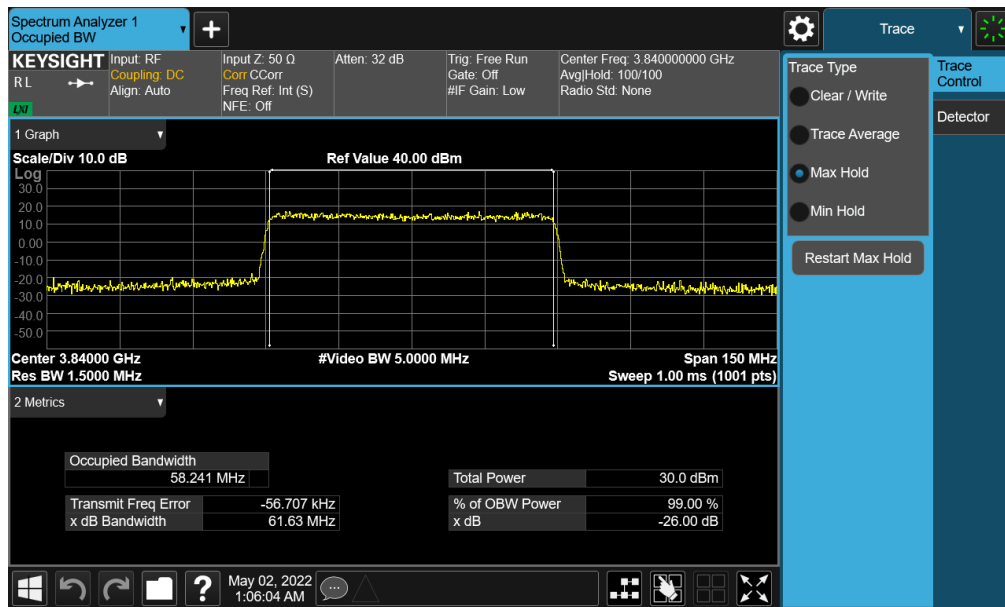 Spectrum Analyzer 1
Occupied BW
+
Trace
KEYSIGHT
R L
LXI
Input: RF
Coupling: DC
Align: Auto
Input Z: 50 Ω
Corr CCorr
Freq Ref: Int (S)
NFE: Off
Atten: 32 dB
Trig: Free Run
Gate: Off
#IF Gain: Low
Center Freq: 3.840000000 GHz
Avg|Hold: 100/100
Radio Std: None
Trace Type
Clear / Write
Trace Average
Max Hold
Min Hold
Restart Max Hold
Trace
Control
Detector
1 Graph
Scale/Div 10.0 dB
Ref Value 40.00 dBm
Log
30.0
20.0
10.0
0.00
-10.0
-20.0
-30.0
-40.0
-50.0
Center 3.84000 GHz
#Video BW 5.0000 MHz
Span 150 MHz
Res BW 1.5000 MHz
Sweep 1.00 ms (1001 pts)
2 Metrics
Occupied Bandwidth
58.241 MHz
Total Power 30.0 dBm
Transmit Freq Error -56.707 kHz
% of OBW Power 99.00 %
x dB Bandwidth 61.63 MHz
x dB -26.00 dB
?
May 02, 2022
1:06:04 AM